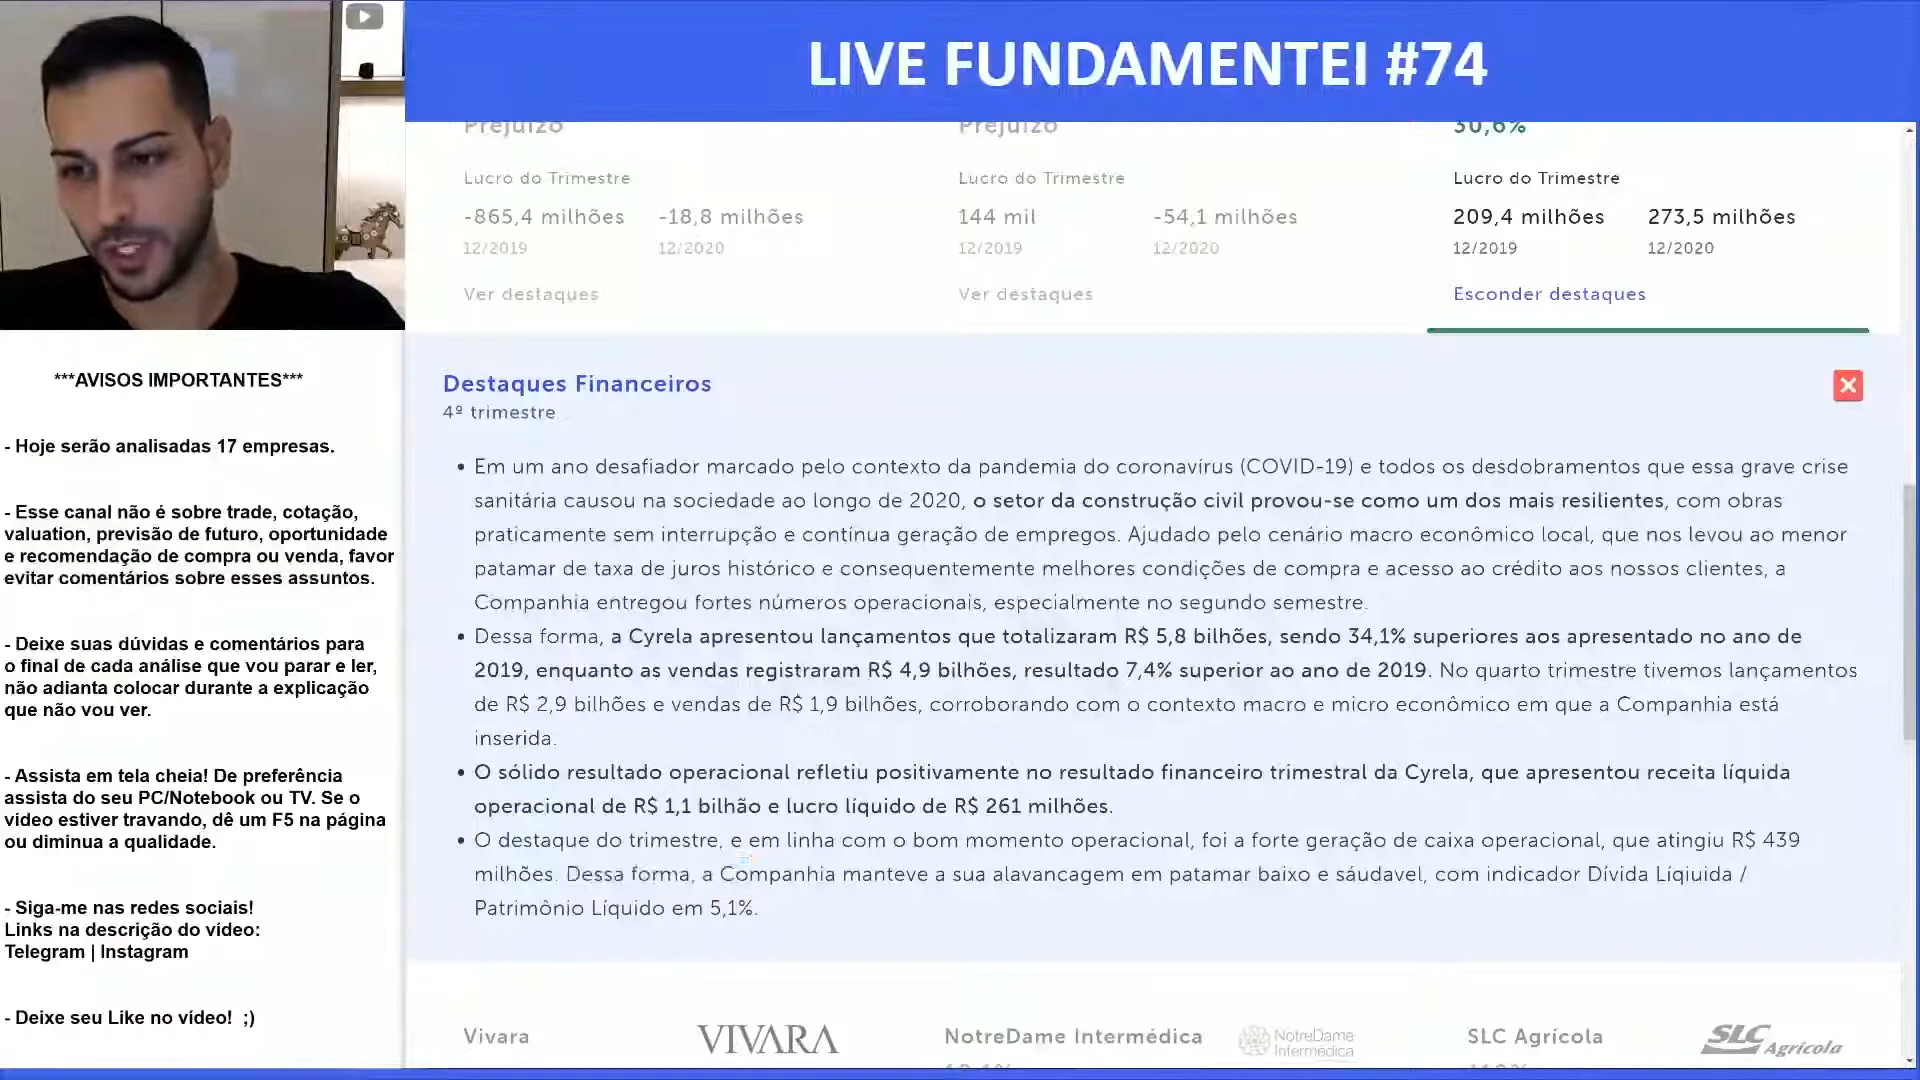 LIVE FUNDAMENTEI #74
Prejuízo
Prejuízo
30,6%
Lucro do Trimestre
Lucro do Trimestre
Lucro do Trimestre
-865,4 milhões -18,8 milhões
144 mil -54,1 milhões
209,4 milhões 273,5 milhões
12/2019 12/2020
12/2019 12/2020
12/2019 12/2020
Ver destaques
Ver destaques
Esconder destaques
***AVISOS IMPORTANTES***
- Hoje serão analisadas 17 empresas.
- Esse canal não é sobre trade, cotação,
valuation, previsão de futuro, oportunidade
e recomendação de compra ou venda, favor
evitar comentários sobre esses assuntos.
- Deixe suas dúvidas e comentários para
o final de cada análise que vou parar e ler,
não adianta colocar durante a explicação
que não vou ver.
- Assista em tela cheia! De preferência
assista do seu PC/Notebook ou TV. Se o
video estiver travando, dê um F5 na página
ou diminua a qualidade.
- Siga-me nas redes sociais!
Links na descrição do vídeo:
Telegram | Instagram
- Deixe seu Like no vídeo! ;)
Destaques Financeiros
4º trimestre
• Em um ano desafiador marcado pelo contexto da pandemia do coronavírus (COVID-19) e todos os desdobramentos que essa grave crise
sanitária causou na sociedade ao longo de 2020, o setor da construção civil provou-se como um dos mais resilientes, com obras
praticamente sem interrupção e contínua geração de empregos. Ajudado pelo cenário macro econômico local, que nos levou ao menor
patamar de taxa de juros histórico e consequentemente melhores condições de compra e acesso ao crédito aos nossos clientes, a
Companhia entregou fortes números operacionais, especialmente no segundo semestre.
• Dessa forma, a Cyrela apresentou lançamentos que totalizaram R$ 5,8 bilhões, sendo 34,1% superiores aos apresentado no ano de
2019, enquanto as vendas registraram R$ 4,9 bilhões, resultado 7,4% superior ao ano de 2019. No quarto trimestre tivemos lançamentos
de R$ 2,9 bilhões e vendas de R$ 1,9 bilhões, corroborando com o contexto macro e micro econômico em que a Companhia está
inserida.
• O sólido resultado operacional refletiu positivamente no resultado financeiro trimestral da Cyrela, que apresentou receita líquida
operacional de R$ 1,1 bilhão e lucro líquido de R$ 261 milhões.
• O destaque do trimestre, e em linha com o bom momento operacional, foi a forte geração de caixa operacional, que atingiu R$ 439
milhões. Dessa forma, a Companhia manteve a sua alavancagem em patamar baixo e sáudavel, com indicador Dívida Líqiuida /
Patrimônio Líquido em 5,1%.
Vivara VIVARA
NotreDame Intermédica NotreDame Intermédica
SLC Agrícola SLC Agrícola